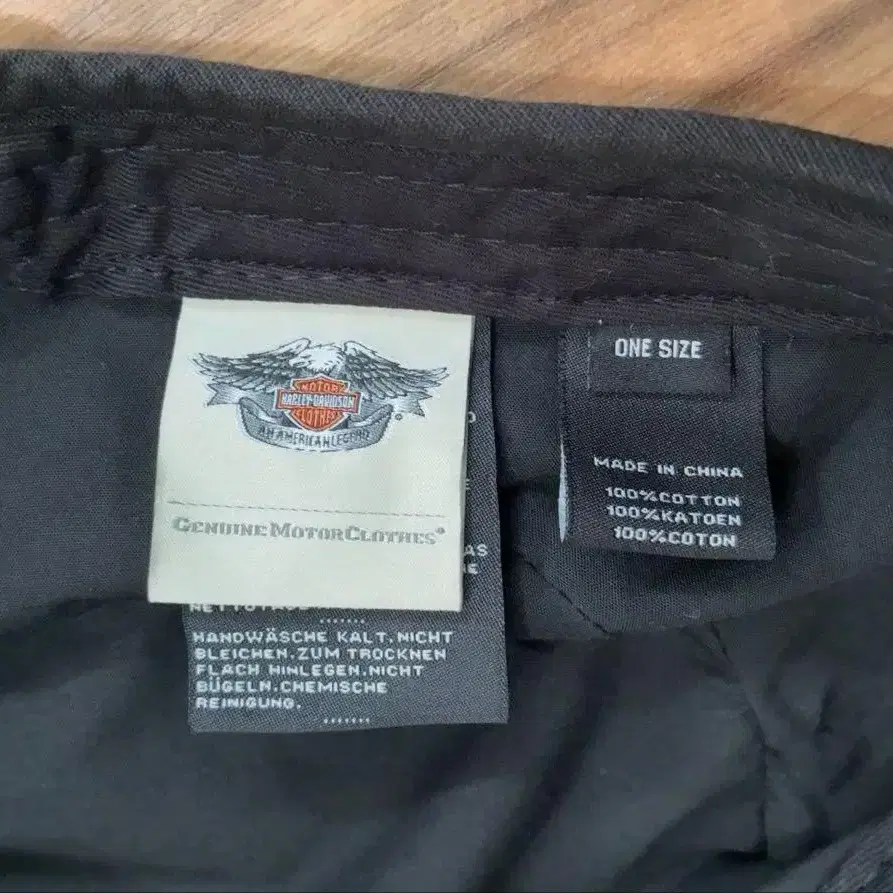 MOTOR
HARLEY-DAVIDSON
CLOTHES
AN AMERICAN LEGEND
GENUINE MOTORCLOTHES®
HANDWÄSCHE KALT. NICHT
BLEICHEN. ZUM TROCKNEN
FLACH HINLEGEN. NICHT
BÜGELN. CHEMISCHE
REINIGUNG.
ONE SIZE
MADE IN CHINA
100%COTTON
100%KATOEN
100%COTON